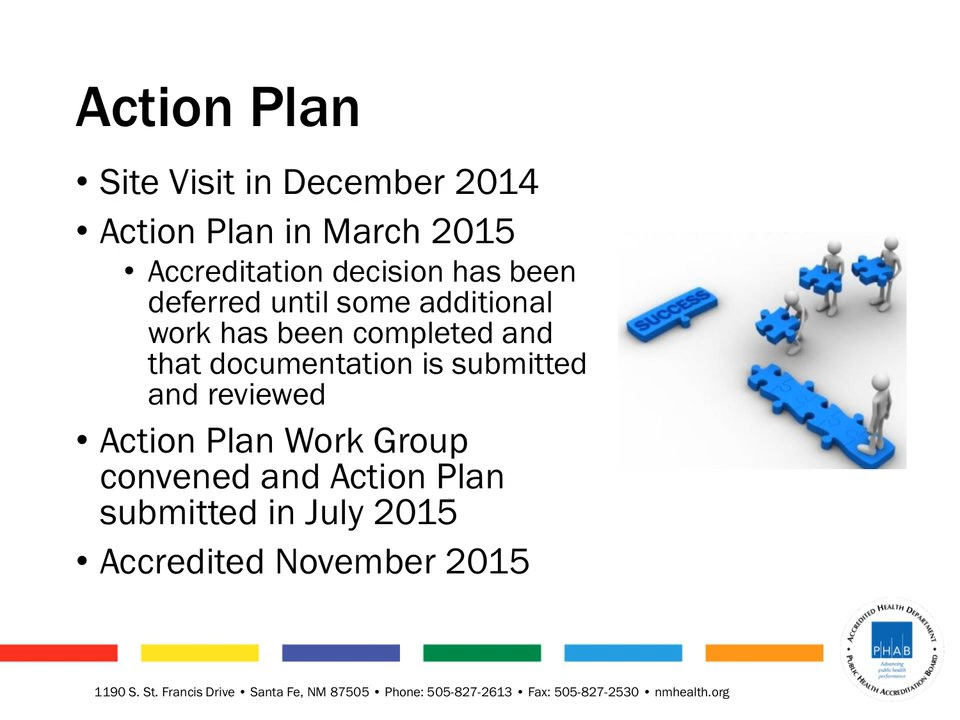 Action Plan
• Site Visit in December 2014
• Action Plan in March 2015
• Accreditation decision has been
deferred until some additional
work has been completed and
that documentation is submitted
and reviewed
SUCCESS
• Action Plan Work Group
convened and Action Plan
submitted in July 2015
• Accredited November 2015
ACCREDITED HEALTH DEPARTMENT
PHAB
Advancing
public health
performance
PUBLIC HEALTH ACCREDITATION BOARD
1190 S. St. Francis Drive • Santa Fe, NM 87505 • Phone: 505-827-2613 • Fax: 505-827-2530 • nmhealth.org